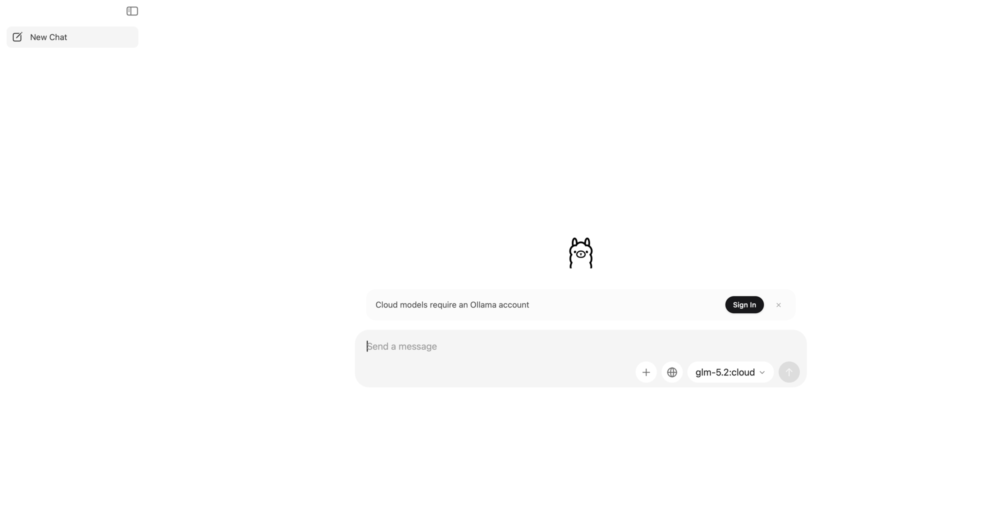 New Chat
Cloud models require an Ollama account
Sign In
Send a message
glm-5.2:cloud